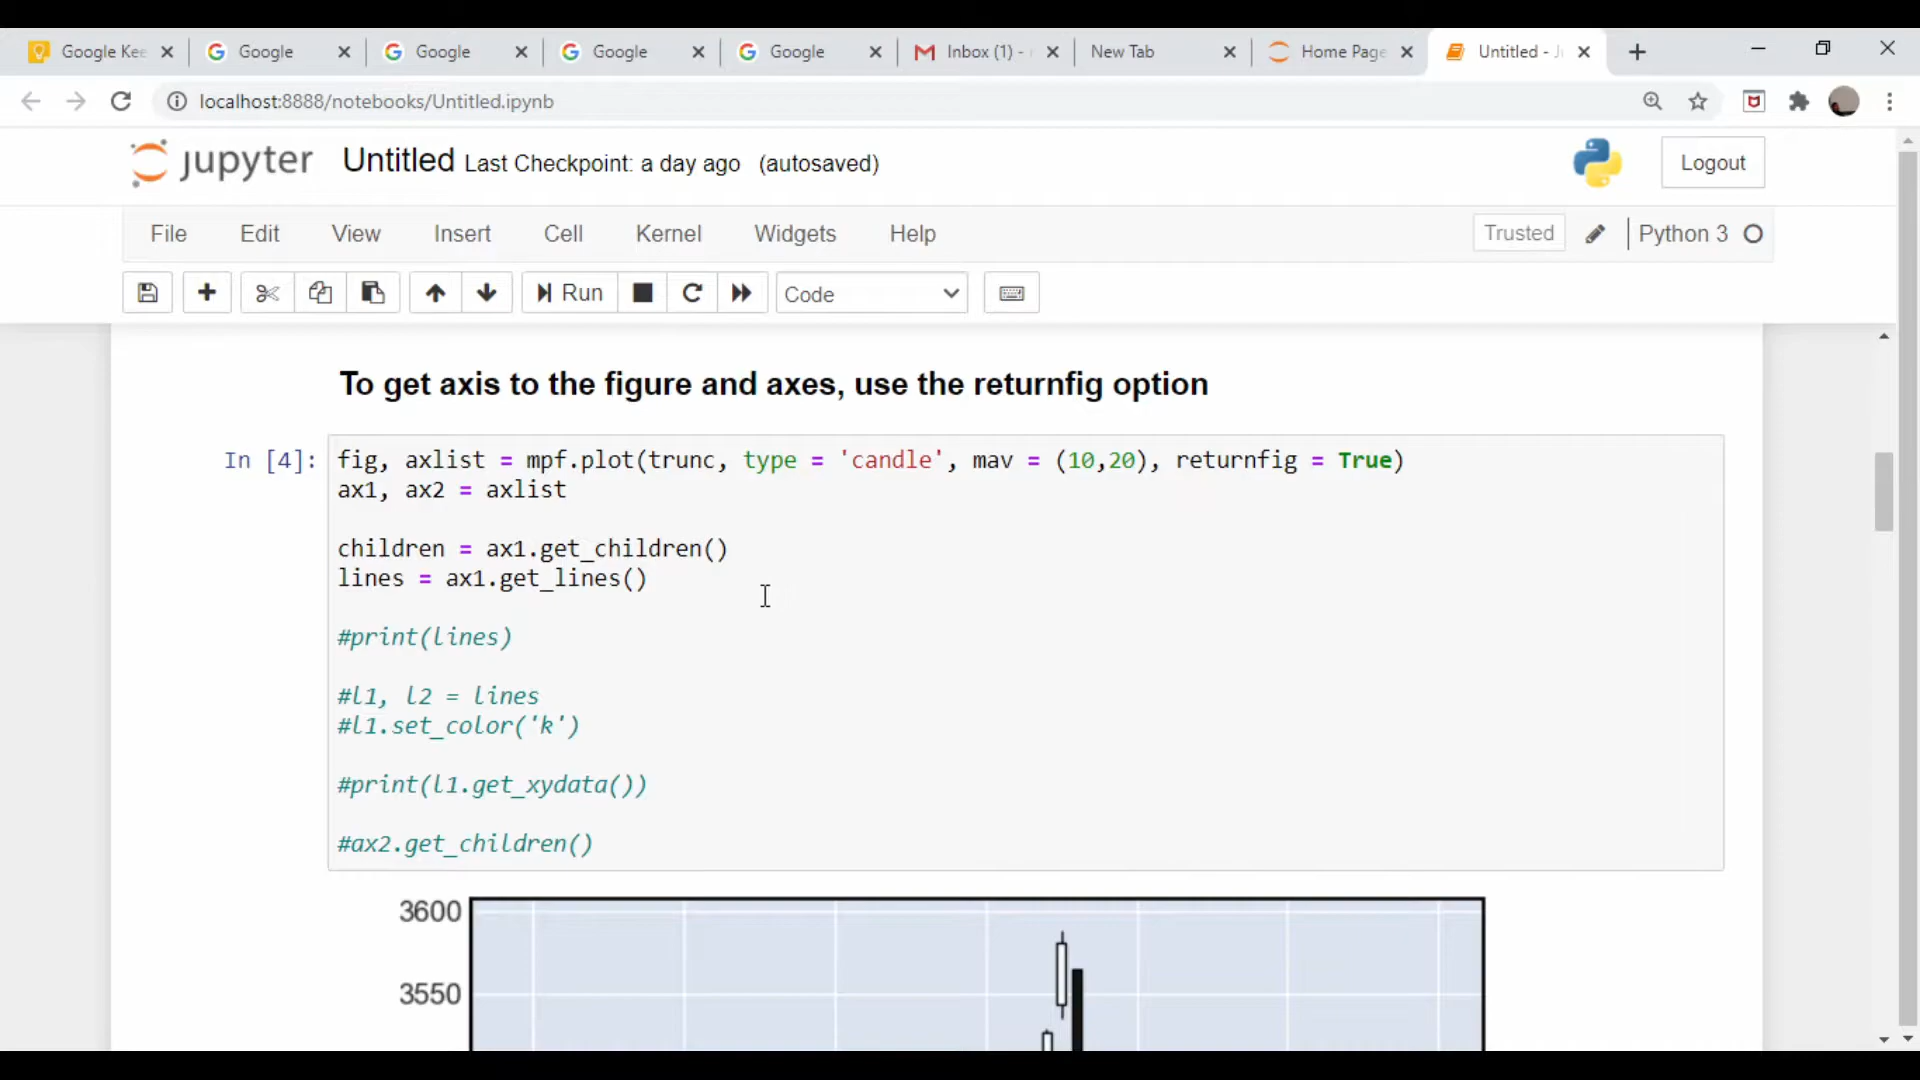 Google Kee
Google
Google
Google
Google
Inbox (1) -
New Tab
Home Page
Untitled - J
localhost:8888/notebooks/Untitled.ipynb
jupyter Untitled Last Checkpoint: a day ago (autosaved)
Logout
File Edit View Insert Cell Kernel Widgets Help
Trusted
Python 3
Run
Code
To get axis to the figure and axes, use the returnfig option
In [4]: fig, axlist = mpf.plot(trunc, type = 'candle', mav = (10,20), returnfig = True)
ax1, ax2 = axlist
children = ax1.get_children()
lines = ax1.get_lines()
#print(lines)
#l1, l2 = lines
#l1.set_color('k')
#print(l1.get_xydata())
#ax2.get_children()
3600
3550